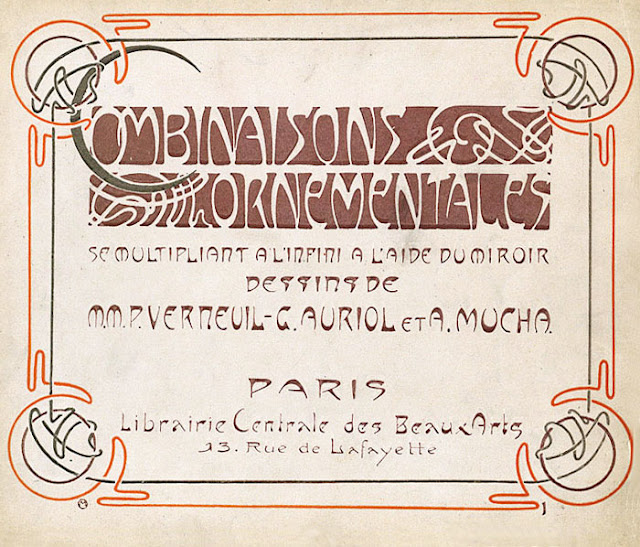 COMBINAISONS
ORNEMENTALES
SE MULTIPLIANT A L'INFINI A L'AIDE DU MIROIR
DESSINS DE
M.M.P. VERNEUIL-G. AURIOL ET A. MUCHA.
PARIS
Librairie Centrale des Beaux Arts
13. Rue de Lafayette
1